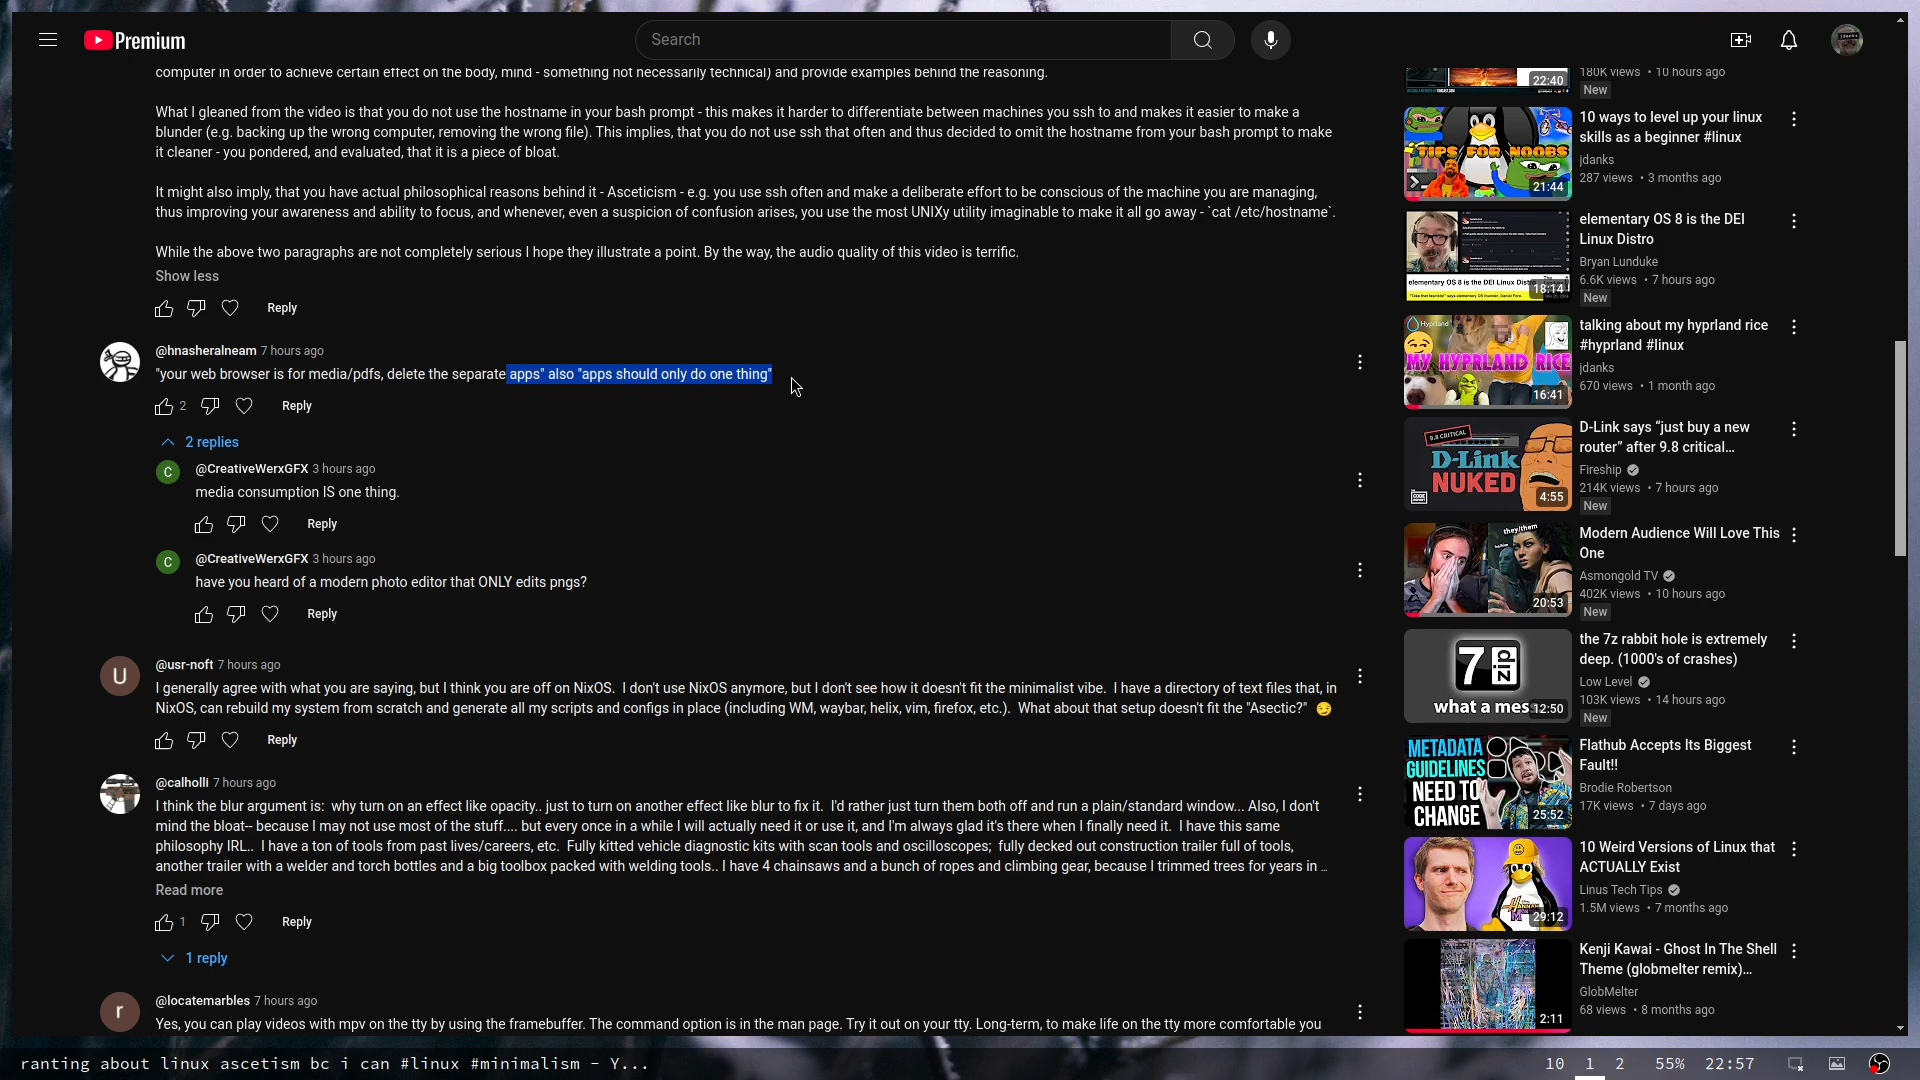 Premium
Search
computer in order to achieve certain effect on the body, mind - something not necessarily technical) and provide examples behind the reasoning.
What I gleaned from the video is that you do not use the hostname in your bash prompt - this makes it harder to differentiate between machines you ssh to and makes it easier to make a
blunder (e.g. backing up the wrong computer, removing the wrong file). This implies, that you do not use ssh that often and thus decided to omit the hostname from your bash prompt to make
it cleaner - you pondered, and evaluated, that it is a piece of bloat.
It might also imply, that you have actual philosophical reasons behind it - Asceticism - e.g. you use ssh often and make a deliberate effort to be conscious of the machine you are managing,
thus improving your awareness and ability to focus, and whenever, even a suspicion of confusion arises, you use the most UNIXy utility imaginable to make it all go away - `cat /etc/hostname`.
While the above two paragraphs are not completely serious I hope they illustrate a point. By the way, the audio quality of this video is terrific.
Show less
Reply
@hnasheralneam 7 hours ago
"your web browser is for media/pdfs, delete the separate apps" also "apps should only do one thing"
2 Reply
2 replies
C
@CreativeWerxGFX 3 hours ago
media consumption IS one thing.
Reply
C
@CreativeWerxGFX 3 hours ago
have you heard of a modern photo editor that ONLY edits pngs?
Reply
U
@usr-noft 7 hours ago
I generally agree with what you are saying, but I think you are off on NixOS. I don't use NixOS anymore, but I don't see how it doesn't fit the minimalist vibe. I have a directory of text files that, in
NixOS, can rebuild my system from scratch and generate all my scripts and configs in place (including WM, waybar, helix, vim, firefox, etc.). What about that setup doesn't fit the "Asectic?" 😏
Reply
@calholli 7 hours ago
I think the blur argument is: why turn on an effect like opacity.. just to turn on another effect like blur to fix it. I'd rather just turn them both off and run a plain/standard window... Also, I don't
mind the bloat-- because I may not use most of the stuff.... but every once in a while I will actually need it or use it, and I'm always glad it's there when I finally need it. I have this same
philosophy IRL.. I have a ton of tools from past lives/careers, etc. Fully kitted vehicle diagnostic kits with scan tools and oscilloscopes; fully decked out construction trailer full of tools,
another trailer with a welder and torch bottles and a big toolbox packed with welding tools.. I have 4 chainsaws and a bunch of ropes and climbing gear, because I trimmed trees for years in …
Read more
1 Reply
1 reply
r
@locatemarbles 7 hours ago
Yes, you can play videos with mpv on the tty by using the framebuffer. The command option is in the man page. Try it out on your tty. Long-term, to make life on the tty more comfortable you
22:40
180K views • 10 hours ago
New
TIPS FOR NOOBS
21:44
10 ways to level up your linux
skills as a beginner #linux
jdanks
287 views • 3 months ago
elementary OS 8 is the DEI Linux Distro
18:14
elementary OS 8 is the DEI
Linux Distro
Bryan Lunduke
6.6K views • 7 hours ago
New
Hyprland
MY HYPRLAND RICE
16:41
talking about my hyprland rice
#hyprland #linux
jdanks
670 views • 1 month ago
9.8 CRITICAL
D-Link
NUKED
4:55
D-Link says “just buy a new
router” after 9.8 critical...
Fireship
214K views • 7 hours ago
New
they/them
20:53
Modern Audience Will Love This
One
Asmongold TV
402K views • 10 hours ago
New
7 zip
what a mess
12:50
the 7z rabbit hole is extremely
deep. (1000's of crashes)
Low Level
103K views • 14 hours ago
New
METADATA
GUIDELINES
NEED TO
CHANGE
25:52
Flathub Accepts Its Biggest
Fault!!
Brodie Robertson
17K views • 7 days ago
29:12
10 Weird Versions of Linux that
ACTUALLY Exist
Linus Tech Tips
1.5M views • 7 months ago
2:11
Kenji Kawai - Ghost In The Shell
Theme (globmelter remix)...
GlobMelter
68 views • 8 months ago
ranting about linux ascetism bc i can #linux #minimalism - Y...
10 1 2 55% 22:57